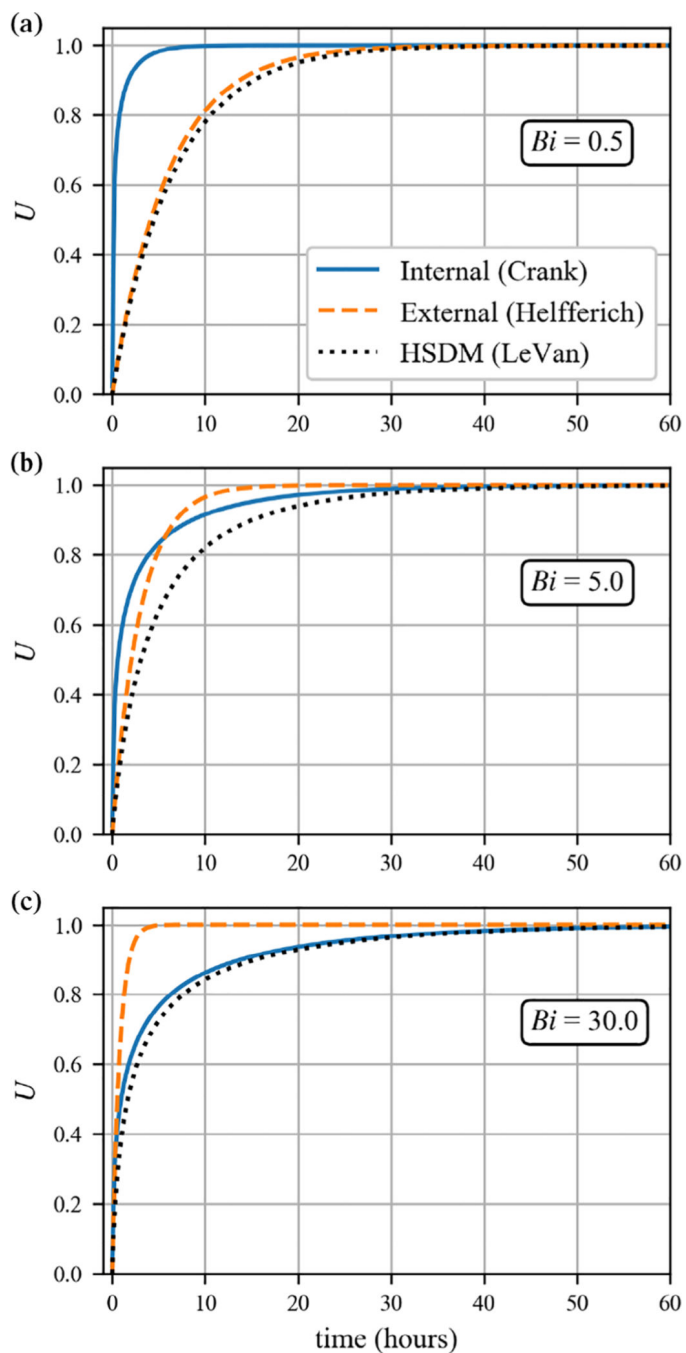 (a)
1.0
0.8
0.6
0.4
0.2
0.0
U
Bi = 0.5
Internal (Crank)
External (Helfferich)
HSDM (LeVan)
0 10 20 30 40 50 60
(b)
1.0
0.8
0.6
0.4
0.2
0.0
U
Bi = 5.0
0 10 20 30 40 50 60
(c)
1.0
0.8
0.6
0.4
0.2
0.0
U
Bi = 30.0
0 10 20 30 40 50 60
time (hours)